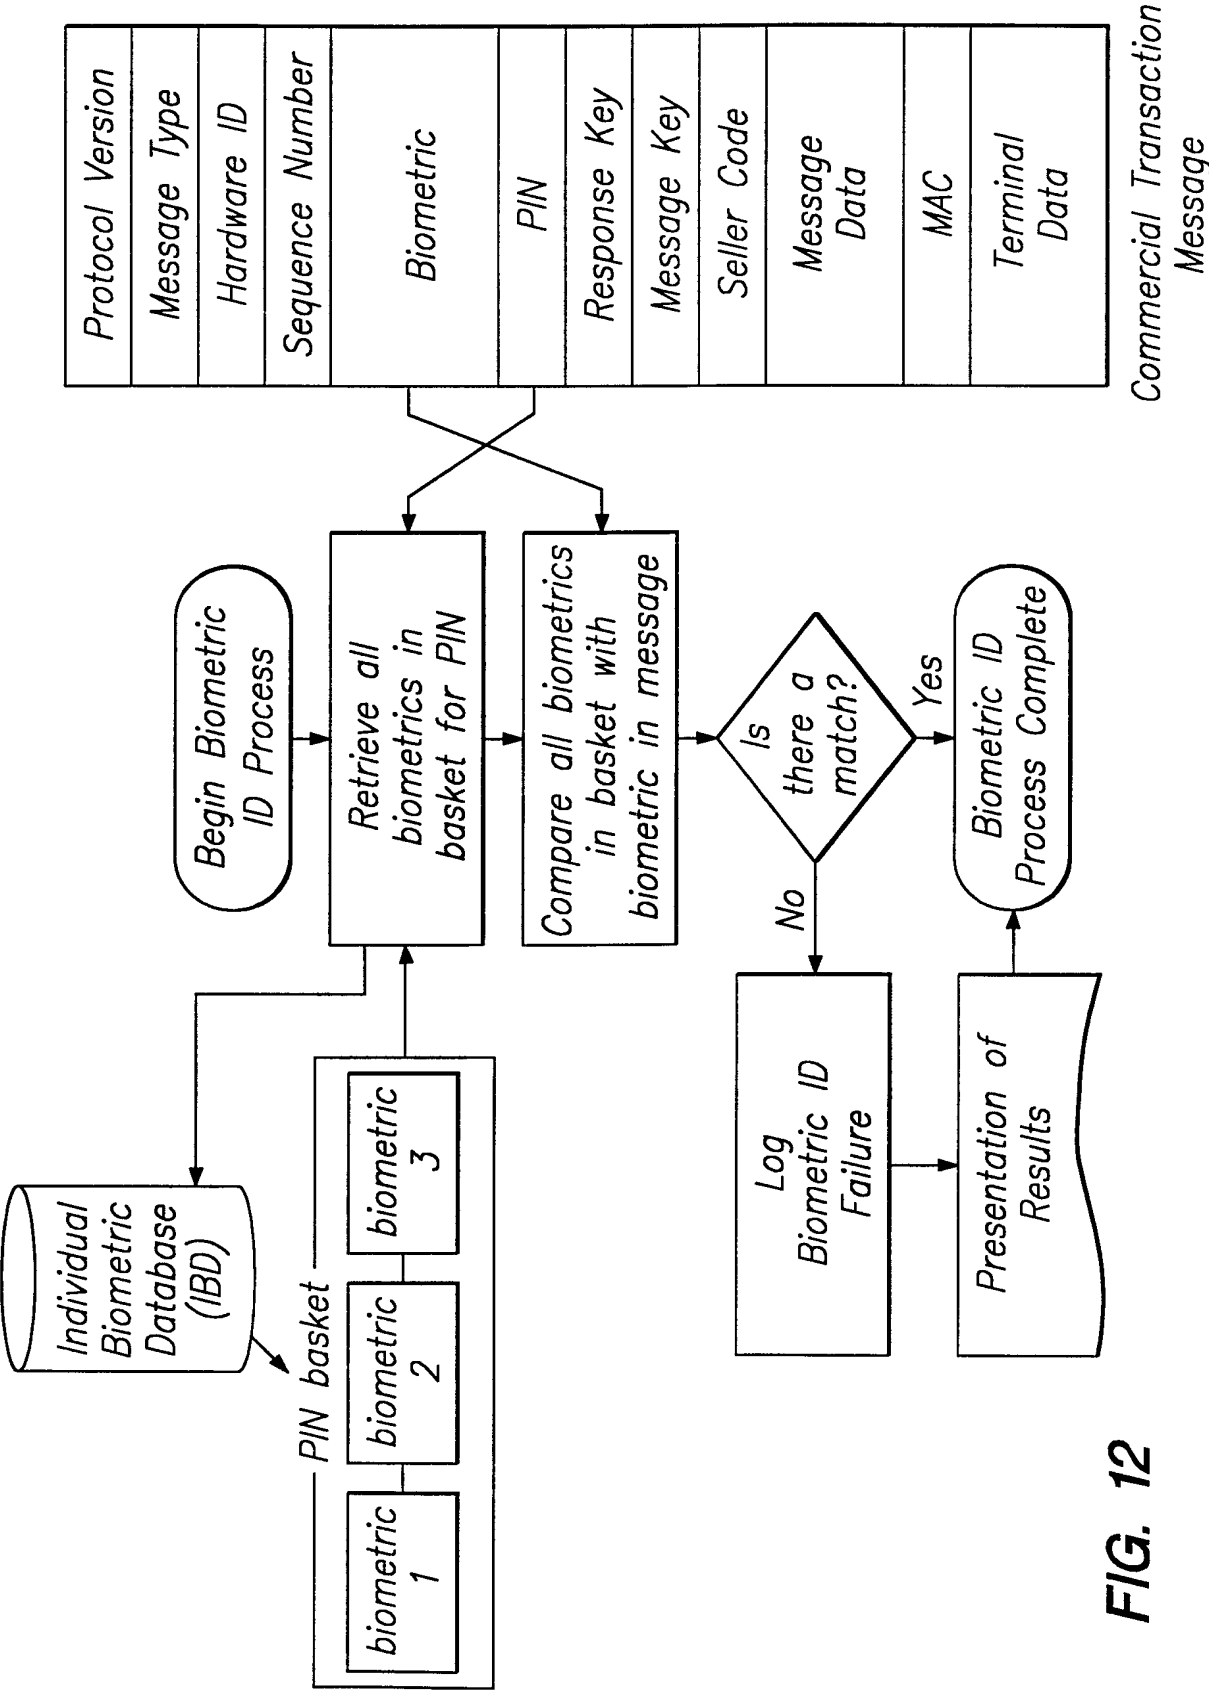 Individual
Biometric
Database
(IBD)
PIN basket
biometric
1
biometric
2
biometric
3
Begin Biometric
ID Process
Retrieve all
biometrics in
basket for PIN
Compare all biometrics
in basket with
biometric in message
Is
there a
match?
No
Yes
Log
Biometric ID
Failure
Presentation of
Results
Biometric ID
Process Complete
Protocol Version
Message Type
Hardware ID
Sequence Number
Biometric
PIN
Response Key
Message Key
Seller Code
Message
Data
MAC
Terminal
Data
Commercial Transaction
Message
FIG. 12